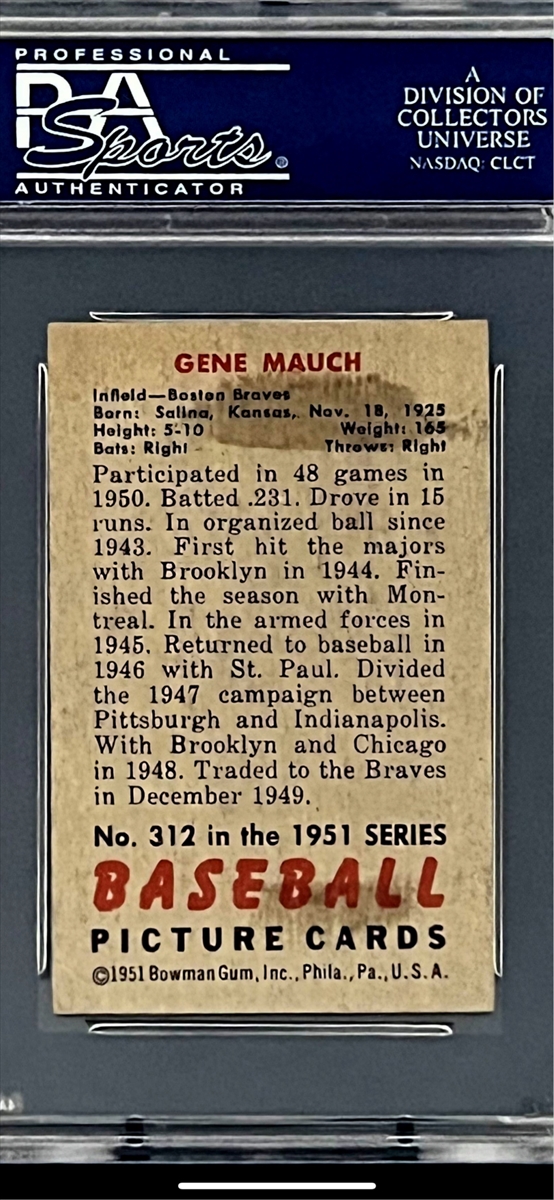 PROFESSIONAL
PSA
Sports®
AUTHENTICATOR
A
DIVISION OF
COLLECTORS
UNIVERSE
NASDAQ: CLCT
GENE MAUCH
Infield—Boston Braves
Born: Salina, Kansas, Nov. 18, 1925
Height: 5-10 Weight: 165
Bats: Right Throws: Right
Participated in 48 games in
1950. Batted .231. Drove in 15
runs. In organized ball since
1943. First hit the majors
with Brooklyn in 1944. Fin-
ished the season with Mon-
treal. In the armed forces in
1945. Returned to baseball in
1946 with St. Paul. Divided
the 1947 campaign between
Pittsburgh and Indianapolis.
With Brooklyn and Chicago
in 1948. Traded to the Braves
in December 1949.
No. 312 in the 1951 SERIES
BASEBALL
PICTURE CARDS
©1951 Bowman Gum, Inc., Phila., Pa., U.S.A.